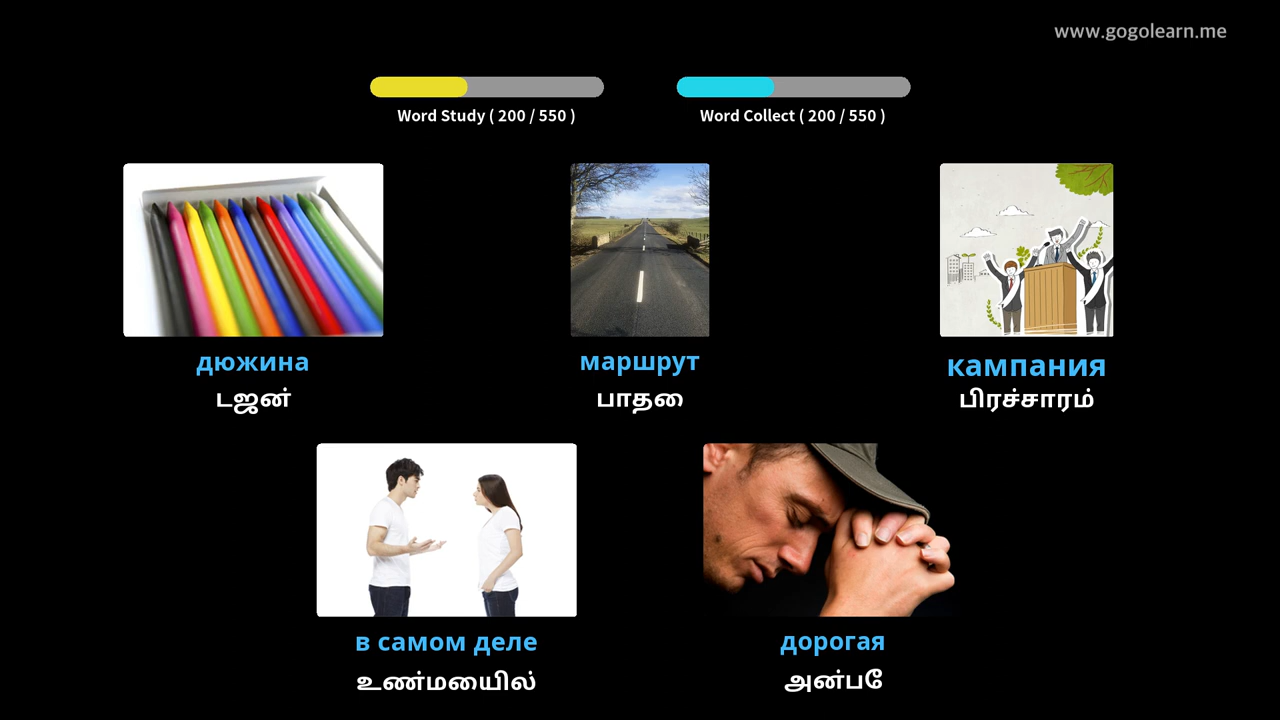 www.gogolearn.me
Word Study ( 200 / 550 )
Word Collect ( 200 / 550 )
дюжина
டஜன்
маршрут
பாதை
кампания
பிரச்சாரம்
в самом деле
உண்மையில்
дорогая
அன்பே